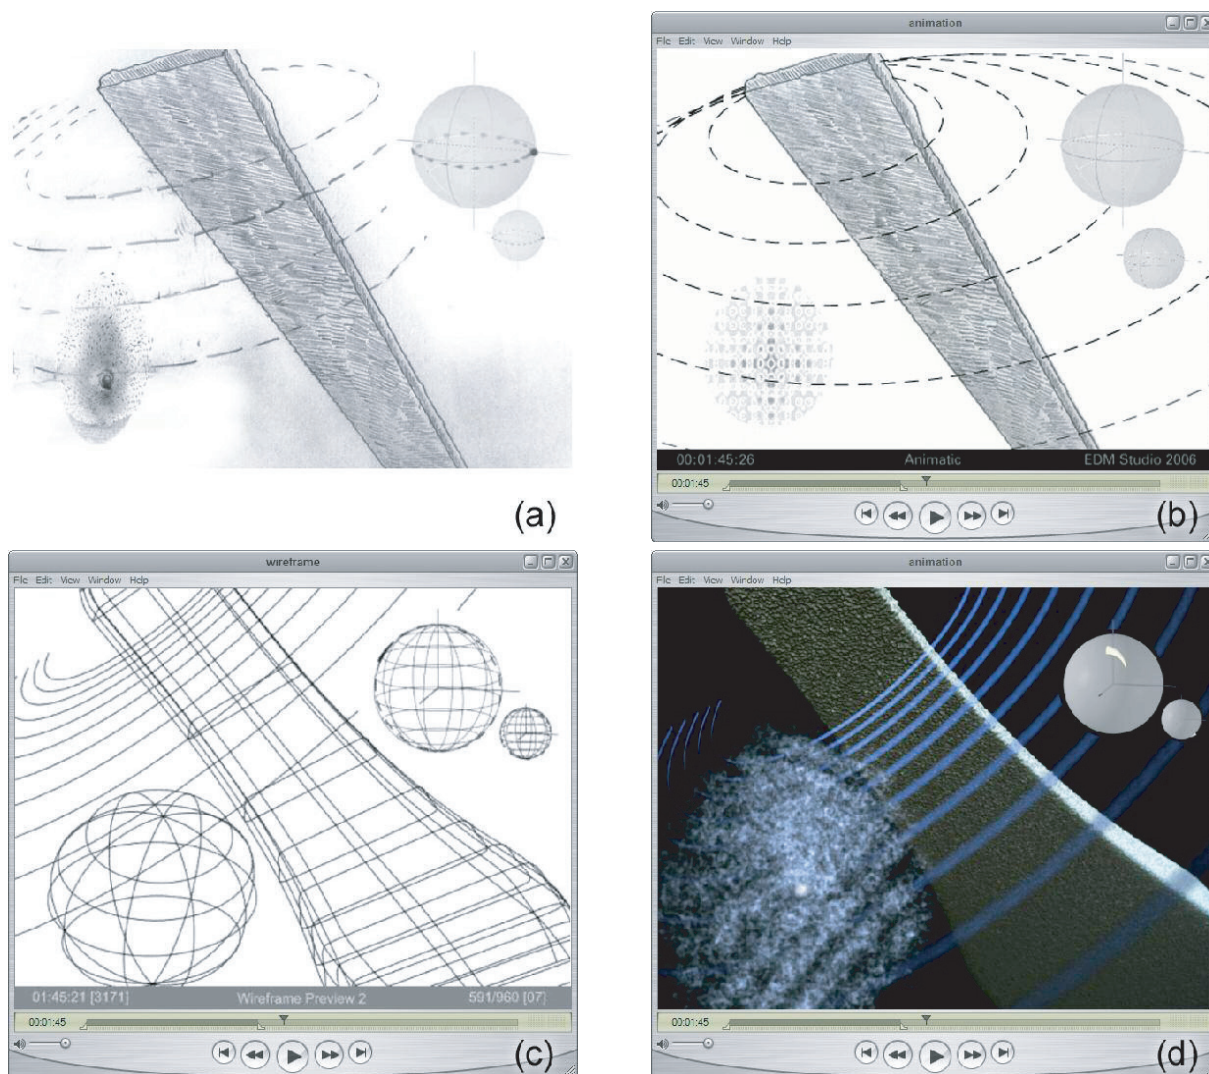 animation
File Edit View Window Help
00:01:45:26 Animatic EDM Studio 2006
00:01:45
(a)
(b)
wireframe
File Edit View Window Help
01:45:21 [3171] Wireframe Preview 2 591/960 [07]
00:01:45
(c)
animation
File Edit View Window Help
00:01:45
(d)